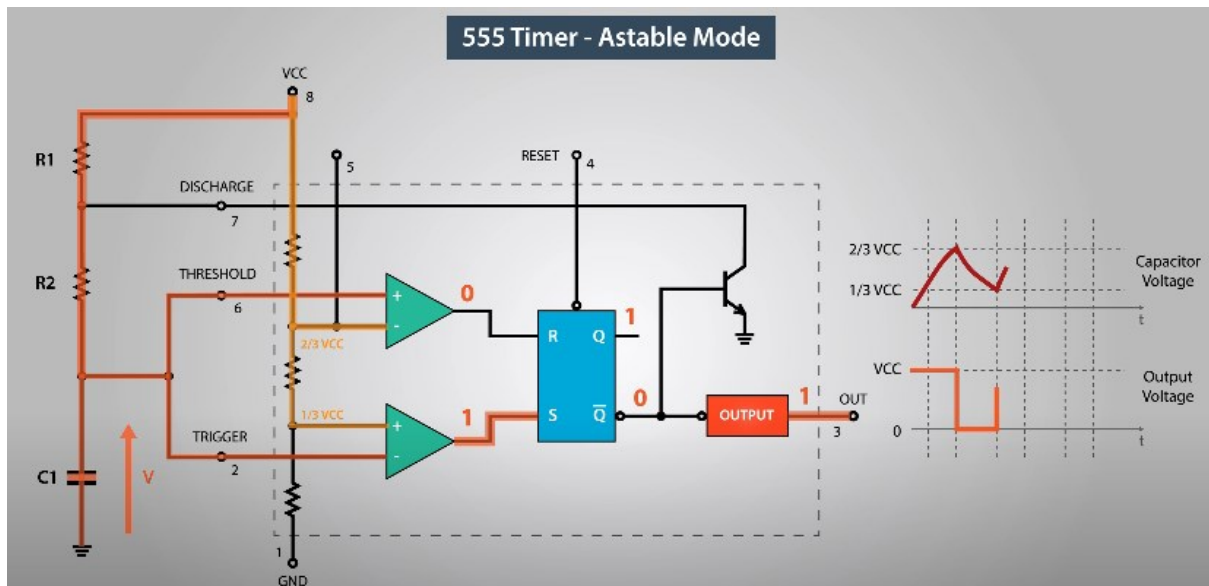 555 Timer - Astable Mode
VCC
8
R1
5
RESET
4
DISCHARGE
7
2/3 VCC
Capacitor
Voltage
R2
THRESHOLD
6
+
0
-
2/3 VCC
1/3 VCC
t
R
Q
1
1/3 VCC
+
1
S
Q̅
0
OUTPUT
1
OUT
3
VCC
Output
Voltage
0
t
TRIGGER
2
-
C1
V
1
GND